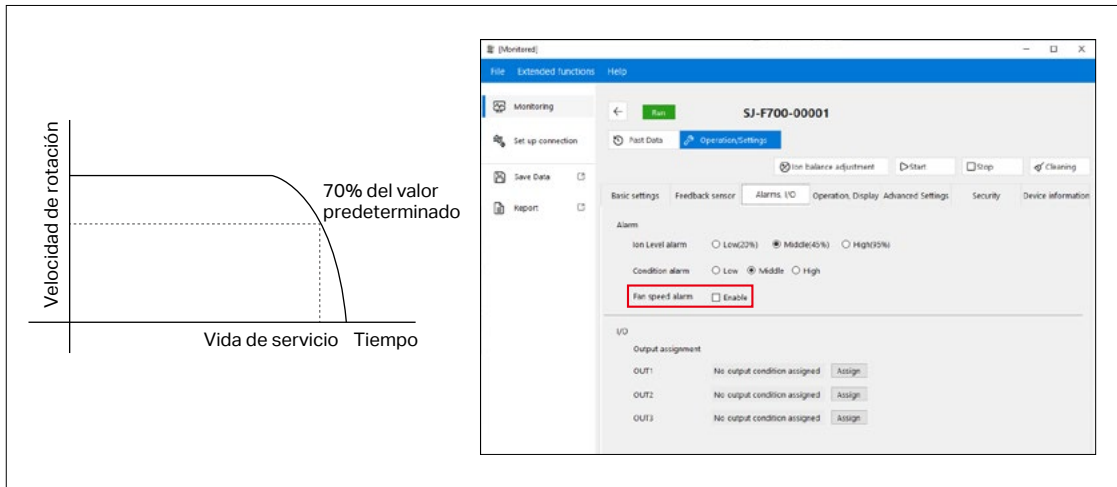 Velocidad de rotación
70% del valor
predeterminado
Vida de servicio
Tiempo
[Monitored]
File Extended functions Help
Monitoring
Set up connection
Save Data
Report
Run
SJ-F700-00001
Past Data
Operation/Settings
Ion balance adjustment
Start
Stop
Cleaning
Basic settings
Feedback sensor
Alarms, I/O
Operation, Display
Advanced Settings
Security
Device information
Alarm
Ion Level alarm Low(20%) Middle(45%) High(95%)
Condition alarm Low Middle High
Fan speed alarm Enable
I/O
Output assignment
OUT1 No output condition assigned Assign
OUT2 No output condition assigned Assign
OUT3 No output condition assigned Assign